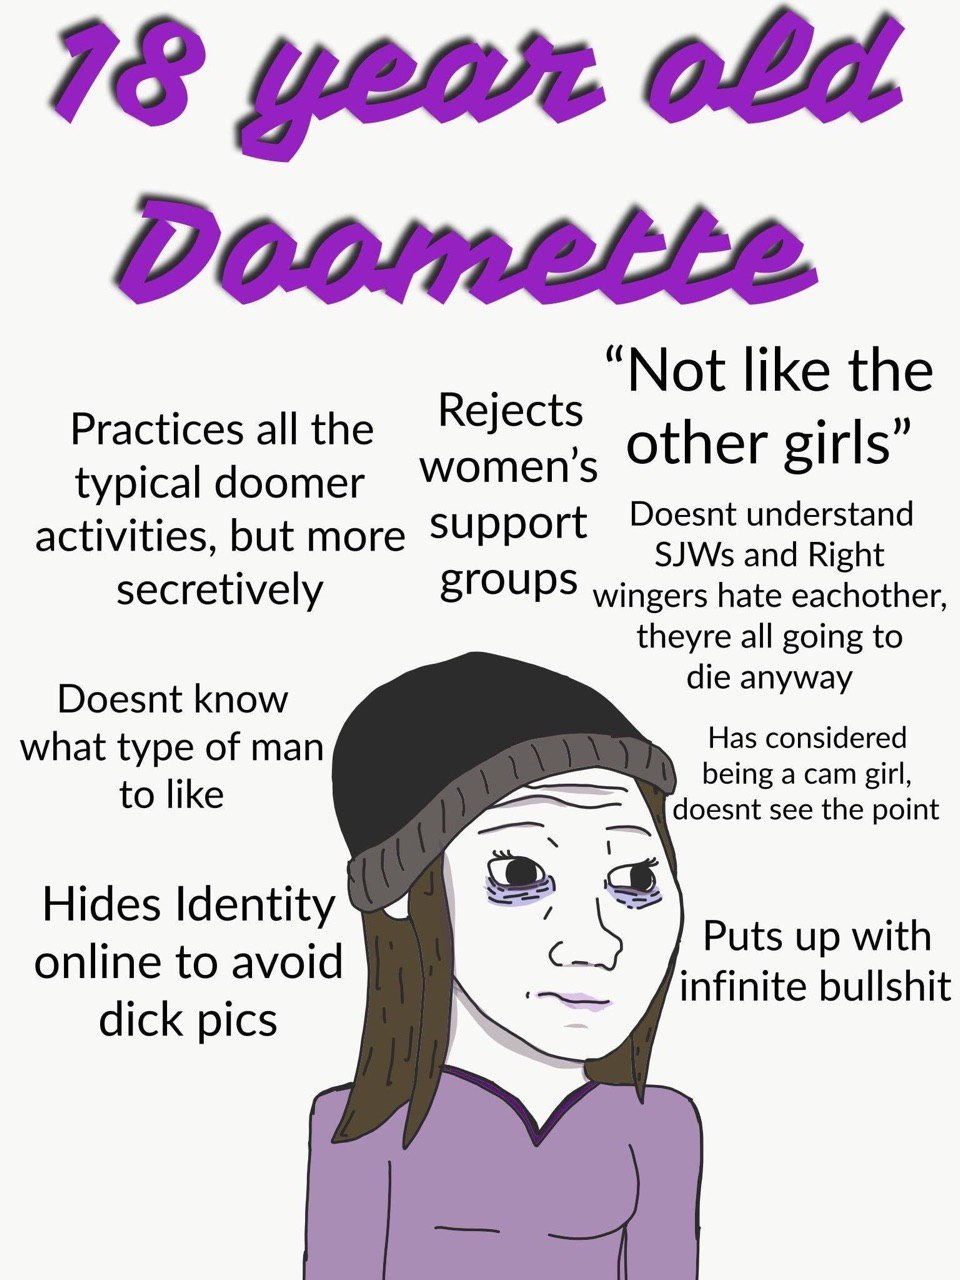 18 year old
Doomette
Practices all the
typical doomer
activities, but more
secretively
Rejects
women’s
support
groups
“Not like the
other girls”
Doesnt understand
SJWs and Right
wingers hate eachother,
theyre all going to
die anyway
Doesnt know
what type of man
to like
Has considered
being a cam girl,
doesnt see the point
Hides Identity
online to avoid
dick pics
Puts up with
infinite bullshit